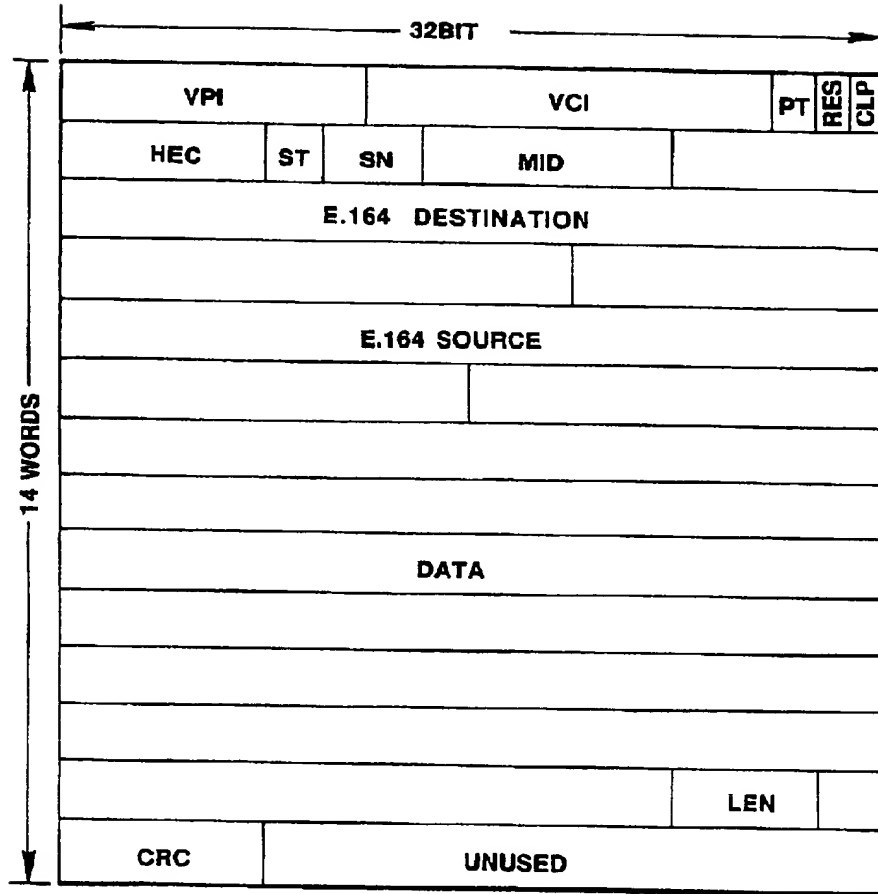 32BIT
VPI VCI PT RES CLP
HEC ST SN MID
E.164 DESTINATION
E.164 SOURCE
14 WORDS
DATA
LEN
CRC UNUSED